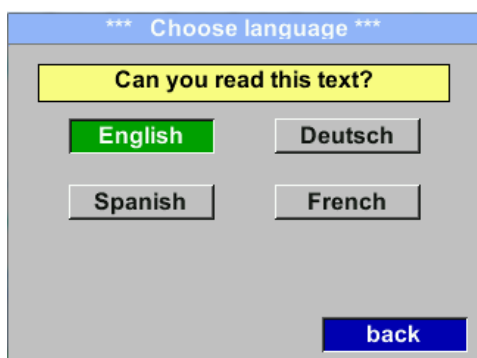 *** Choose language ***
Can you read this text?
English Deutsch
Spanish French
back